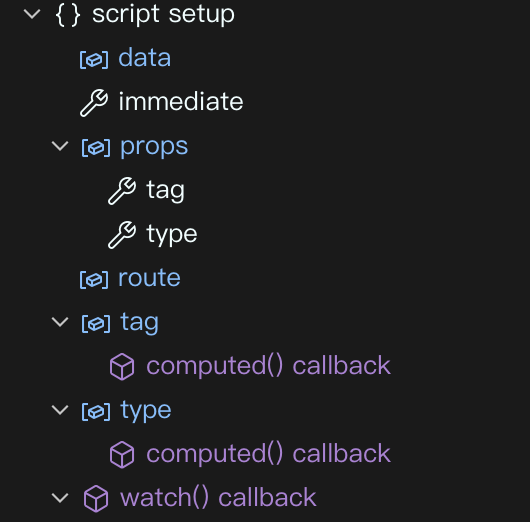 {} script setup
data
immediate
props
tag
type
route
tag
computed() callback
type
computed() callback
watch() callback